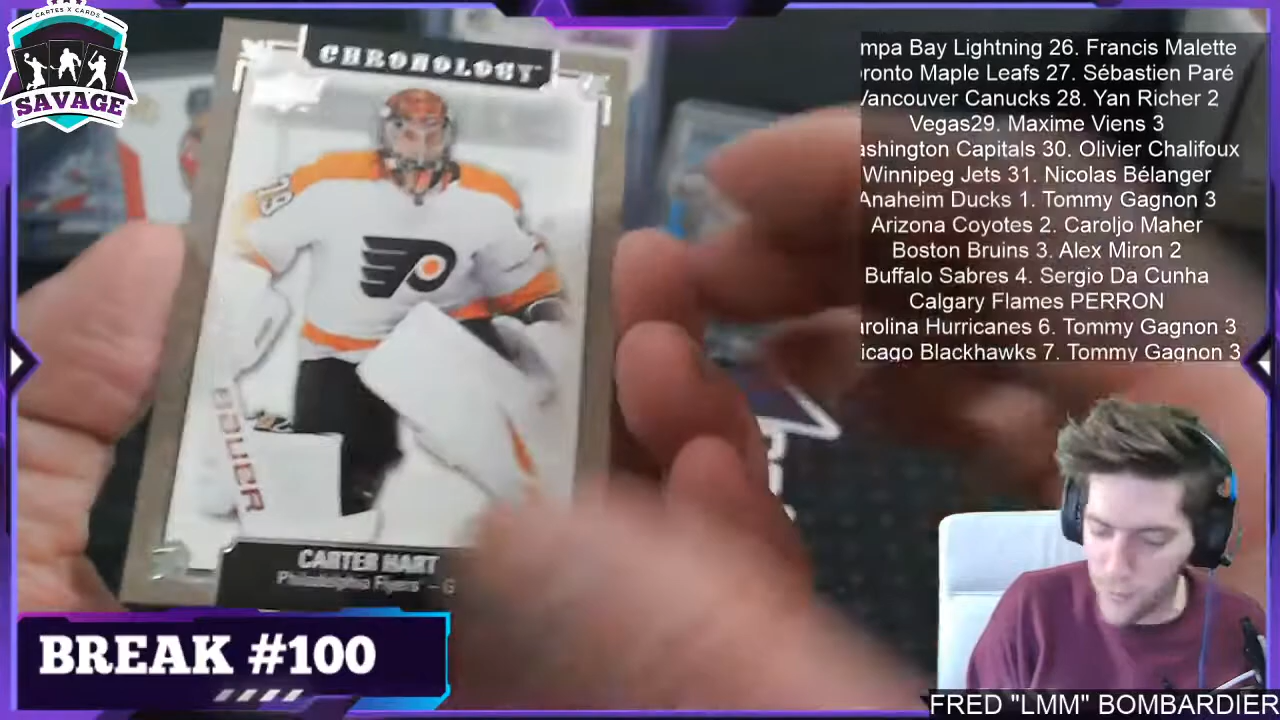 CARTES X CARDS
SAVAGE
CHRONOLOGY
29
BAUER
CARTER HART
Philadelphia Flyers – G
mpa Bay Lightning 26. Francis Malette
oronto Maple Leafs 27. Sébastien Paré
Vancouver Canucks 28. Yan Richer 2
Vegas29. Maxime Viens 3
ashington Capitals 30. Olivier Chalifoux
Winnipeg Jets 31. Nicolas Bélanger
Anaheim Ducks 1. Tommy Gagnon 3
Arizona Coyotes 2. Caroljo Maher
Boston Bruins 3. Alex Miron 2
Buffalo Sabres 4. Sergio Da Cunha
Calgary Flames PERRON
arolina Hurricanes 6. Tommy Gagnon 3
icago Blackhawks 7. Tommy Gagnon 3
BREAK #100
FRED "LMM" BOMBARDIER